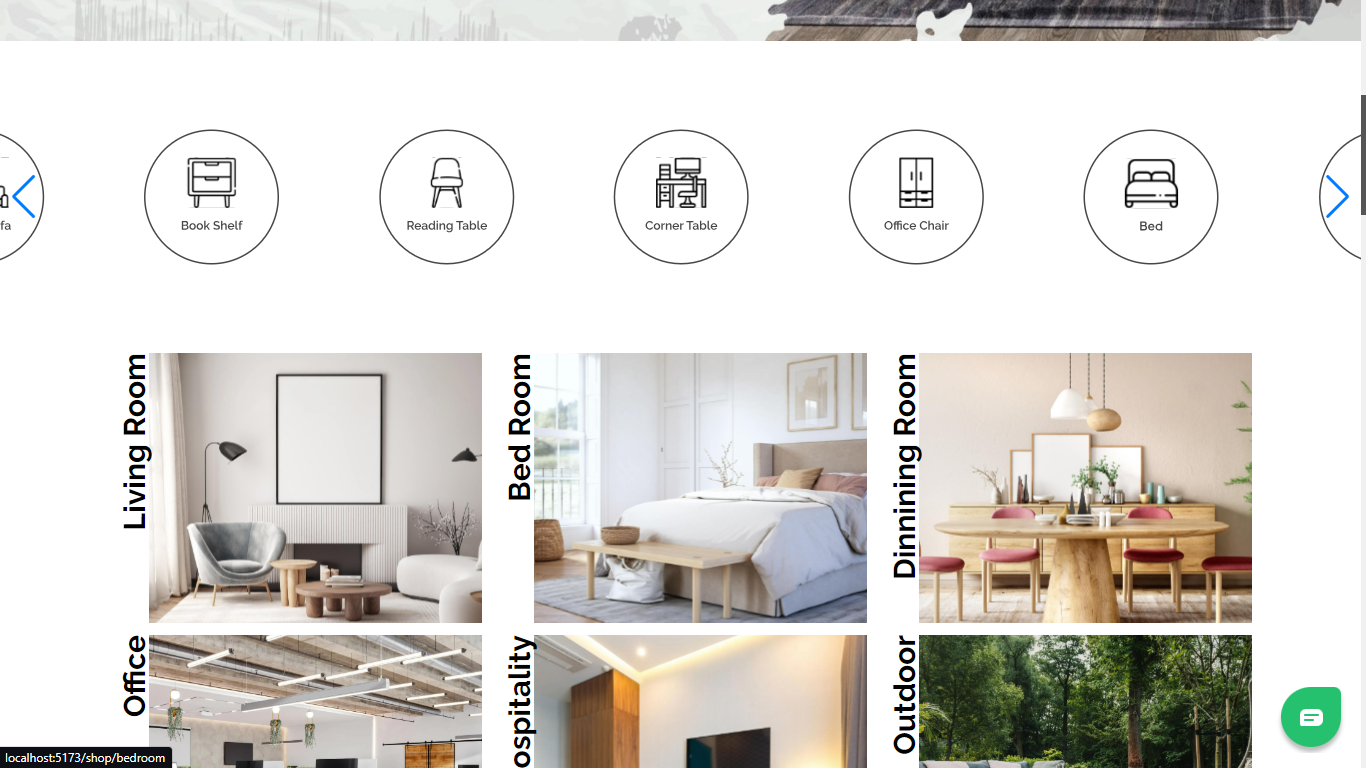 fa
Book Shelf
Reading Table
Corner Table
Office Chair
Bed
Living Room
Bed Room
Dinnining Room
Office
ospitality
Outdoor
localhost:5173/shop/bedroom